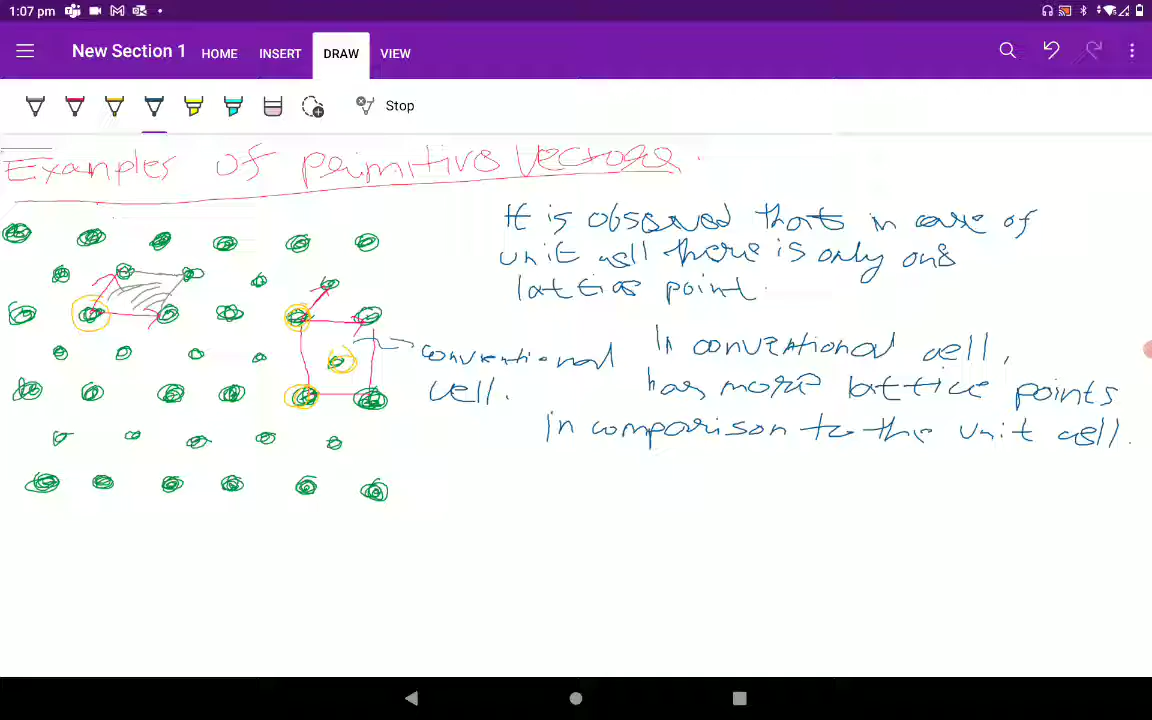 1:07 pm
New Section 1 HOME INSERT DRAW VIEW
Stop
Examples of primitive Vectors.
It is observed that in case of
unit cell there is only one
lattice point.
conventional
cell.
In conventional cell,
has more lattice points
In comparison to the unit cell.